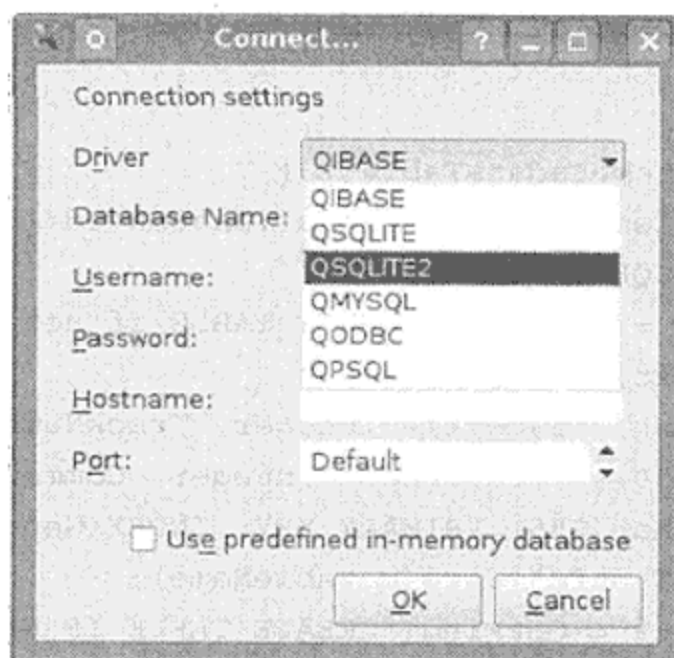 Connect...
Connection settings
Driver
QIBASE
QIBASE
Database Name:
QSQLITE
QSQLITE2
Username:
QMYSQL
Password:
QODBC
QPSQL
Hostname:
Port:
Default
Use predefined in-memory database
OK
Cancel